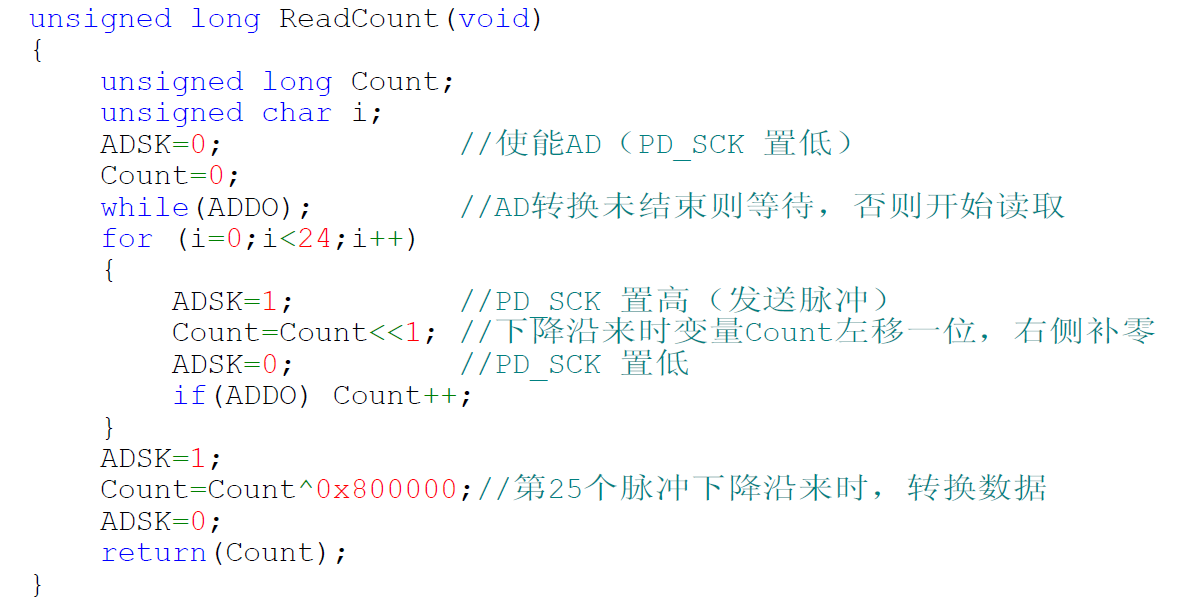 unsigned long ReadCount(void)
{
    unsigned long Count;
    unsigned char i;
    ADSK=0;             //使能AD（PD_SCK 置低）
    Count=0;
    while(ADDO);        //AD转换未结束则等待，否则开始读取
    for (i=0;i<24;i++)
    {
        ADSK=1;         //PD_SCK 置高（发送脉冲）
        Count=Count<<1; //下降沿来时变量Count左移一位，右侧补零
        ADSK=0;         //PD_SCK 置低
        if(ADDO) Count++;
    }
    ADSK=1;
    Count=Count^0x800000;//第25个脉冲下降沿来时，转换数据
    ADSK=0;
    return(Count);
}